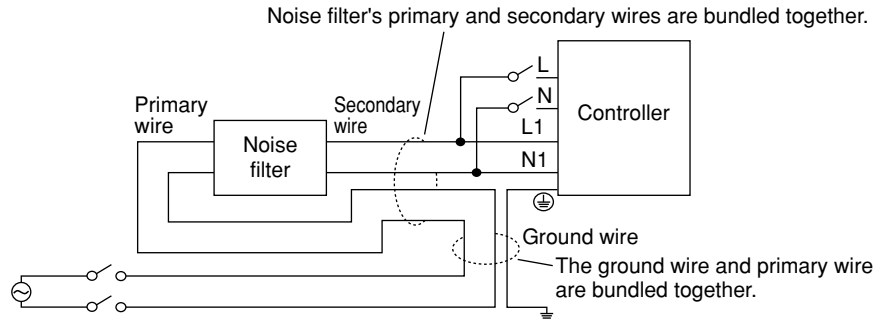 Noise filter's primary and secondary wires are bundled together.
L
N
L1
N1
Controller
Primary
wire
Secondary
wire
Noise
filter
Ground wire
The ground wire and primary wire
are bundled together.